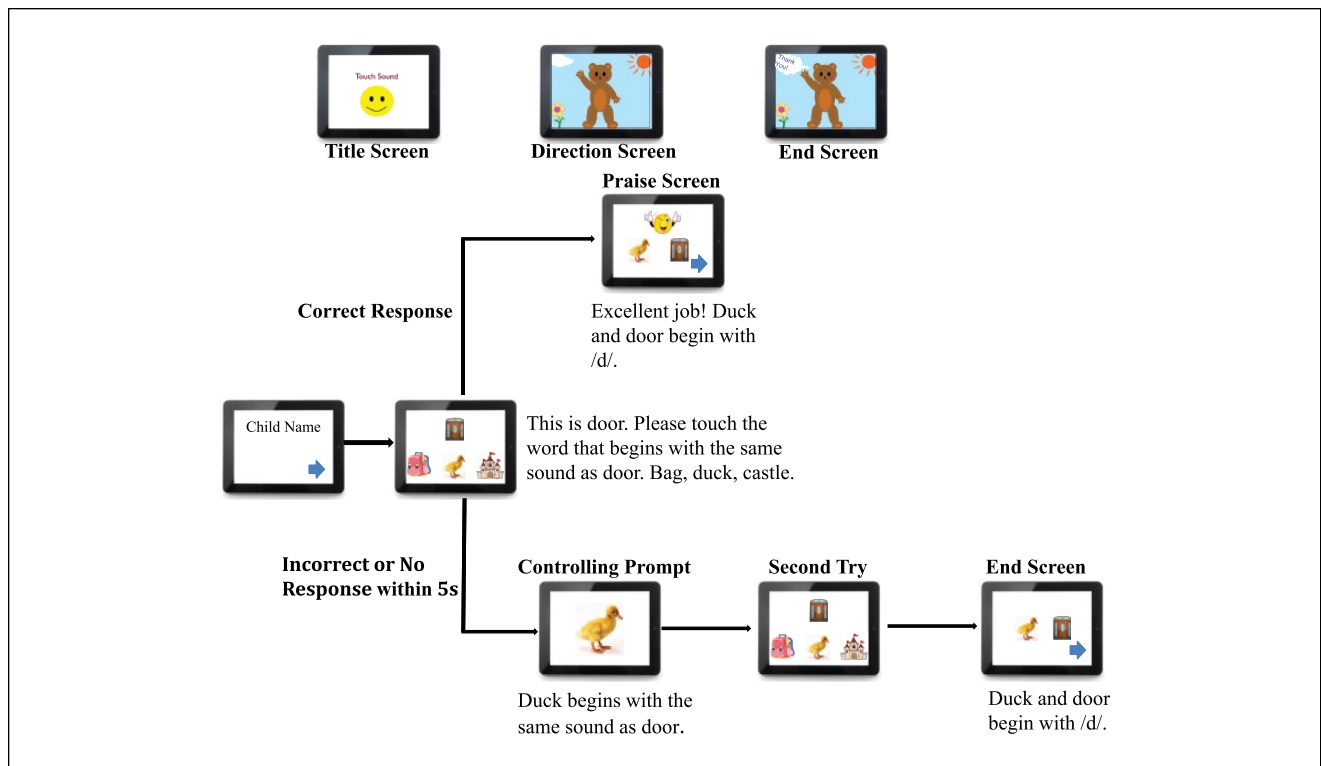 Touch Sound
Thank
You!
Title Screen
Direction Screen
End Screen
Praise Screen
Correct Response
Excellent job! Duck
and door begin with
/d/.
Child Name
This is door. Please touch the
word that begins with the same
sound as door. Bag, duck, castle.
Incorrect or No
Response within 5s
Controlling Prompt
Second Try
End Screen
Duck begins with the
same sound as door.
Duck and door
begin with /d/.